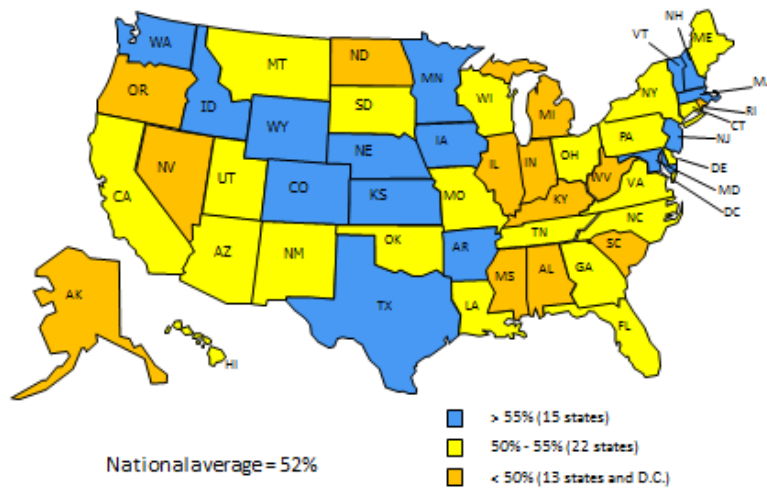 NH
VT
ME
WA
MT
ND
MN
OR
ID
SD
WI
NY
MI
RI
CT
WY
PA
NJ
NE
IA
NV
OH
IL
IN
DE
UT
CO
WV
VA
MD
CA
KS
MO
KY
DC
NC
TN
AZ
NM
OK
AR
SC
MS
AL
GA
AK
TX
LA
FL
HI
> 55% (15 states)
50% - 55% (22 states)
National average = 52%
< 50% (13 states and D.C.)